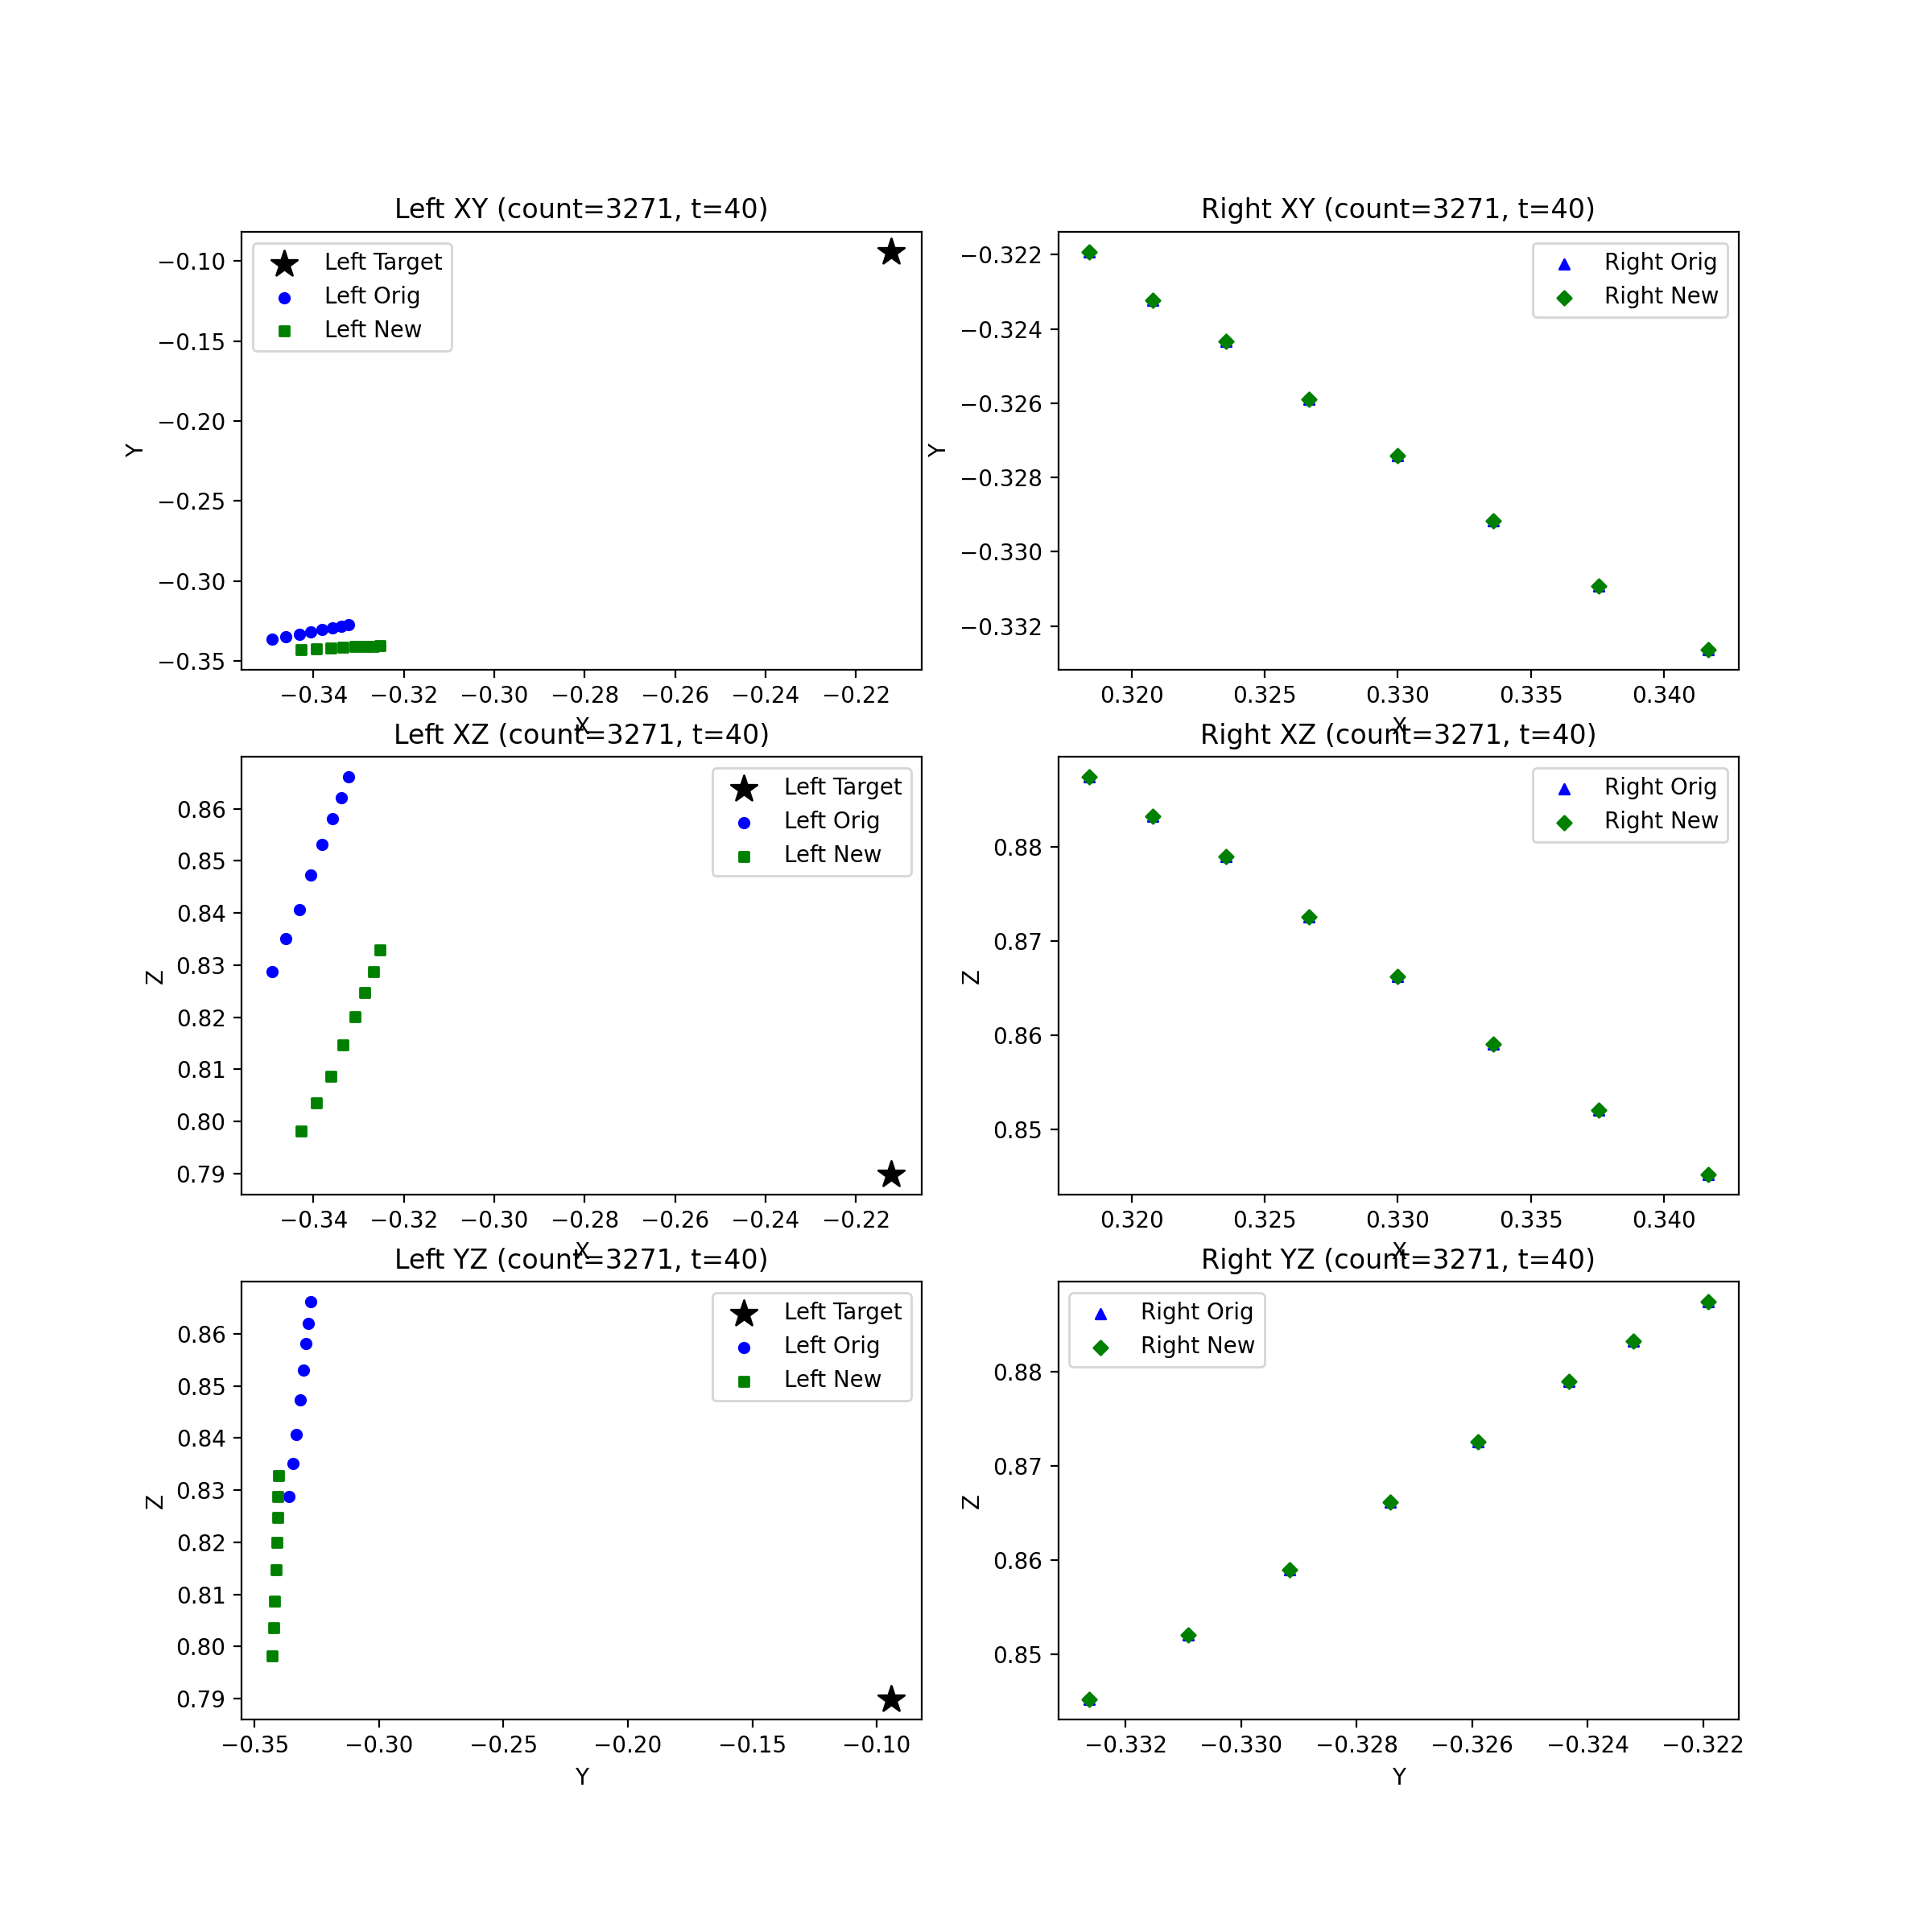 Left XY (count=3271, t=40)
Left Target
Left Orig
Left New
−0.10
−0.15
−0.20
−0.25
−0.30
−0.35
Y
−0.34 −0.32 −0.30 −0.28 −0.26 −0.24 −0.22
X
Right XY (count=3271, t=40)
Right Orig
Right New
−0.322
−0.324
−0.326
−0.328
−0.330
−0.332
Y
0.320 0.325 0.330 0.335 0.340
X
Left XZ (count=3271, t=40)
Left Target
Left Orig
Left New
0.86
0.85
0.84
0.83
0.82
0.81
0.80
0.79
Z
−0.34 −0.32 −0.30 −0.28 −0.26 −0.24 −0.22
X
Right XZ (count=3271, t=40)
Right Orig
Right New
0.88
0.87
0.86
0.85
Z
0.320 0.325 0.330 0.335 0.340
X
Left YZ (count=3271, t=40)
Left Target
Left Orig
Left New
0.86
0.85
0.84
0.83
0.82
0.81
0.80
0.79
Z
−0.35 −0.30 −0.25 −0.20 −0.15 −0.10
Y
Right YZ (count=3271, t=40)
Right Orig
Right New
0.88
0.87
0.86
0.85
Z
−0.332 −0.330 −0.328 −0.326 −0.324 −0.322
Y